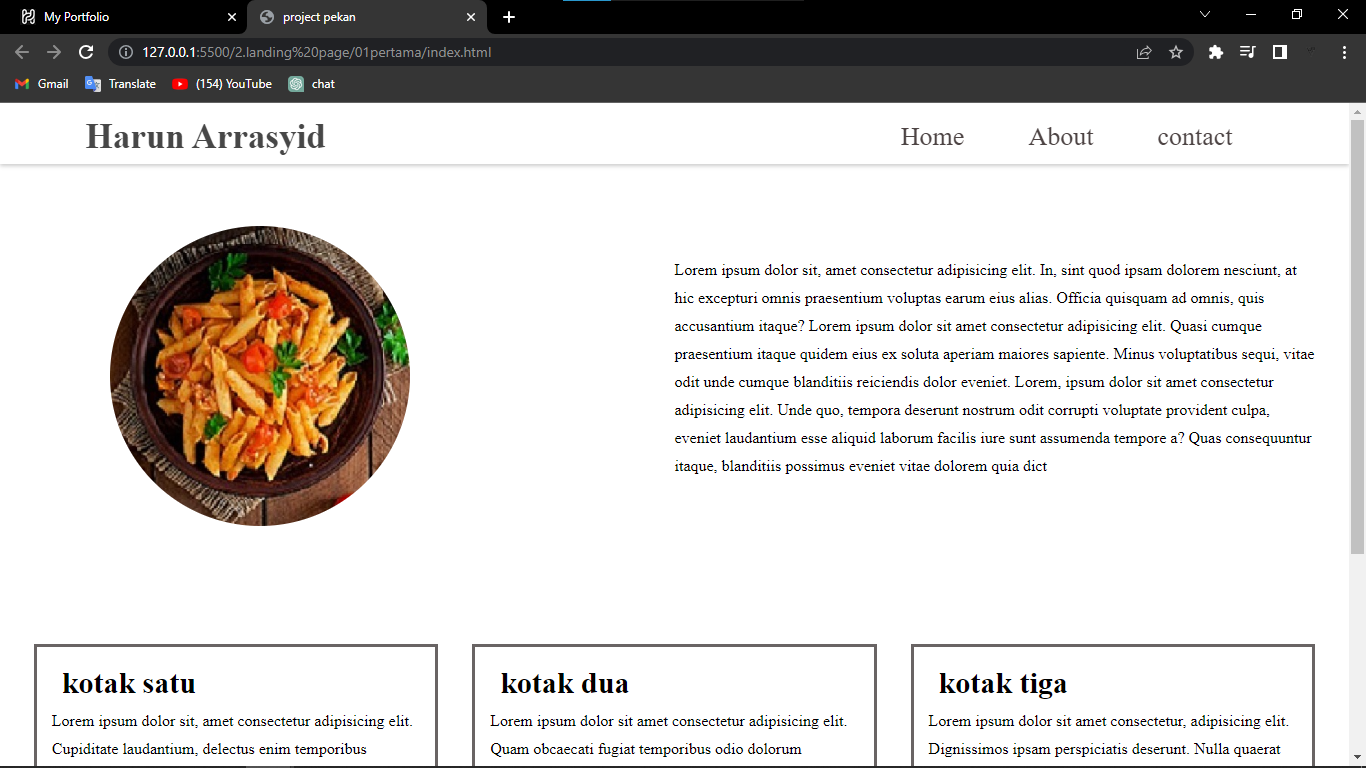 My Portfolio
project pekan
127.0.0.1:5500/2.landing%20page/01pertama/index.html
Gmail
Translate
(154) YouTube
chat
Harun Arrasyid
Home
About
contact
Lorem ipsum dolor sit, amet consectetur adipisicing elit. In, sint quod ipsam dolorem nesciunt, at
hic excepturi omnis praesentium voluptas earum eius alias. Officia quisquam ad omnis, quis
accusantium itaque? Lorem ipsum dolor sit amet consectetur adipisicing elit. Quasi cumque
praesentium itaque quidem eius ex soluta aperiam maiores sapiente. Minus voluptatibus sequi, vitae
odit unde cumque blanditiis reiciendis dolor eveniet. Lorem, ipsum dolor sit amet consectetur
adipisicing elit. Unde quo, tempora deserunt nostrum odit corrupti voluptate provident culpa,
eveniet laudantium esse aliquid laborum facilis iure sunt assumenda tempore a? Quas consequuntur
itaque, blanditiis possimus eveniet vitae dolorem quia dict
kotak satu
Lorem ipsum dolor sit, amet consectetur adipisicing elit.
Cupiditate laudantium, delectus enim temporibus
kotak dua
Lorem ipsum dolor sit amet consectetur adipisicing elit.
Quam obcaecati fugiat temporibus odio dolorum
kotak tiga
Lorem ipsum dolor sit amet consectetur, adipisicing elit.
Dignissimos ipsam perspiciatis deserunt. Nulla quaerat